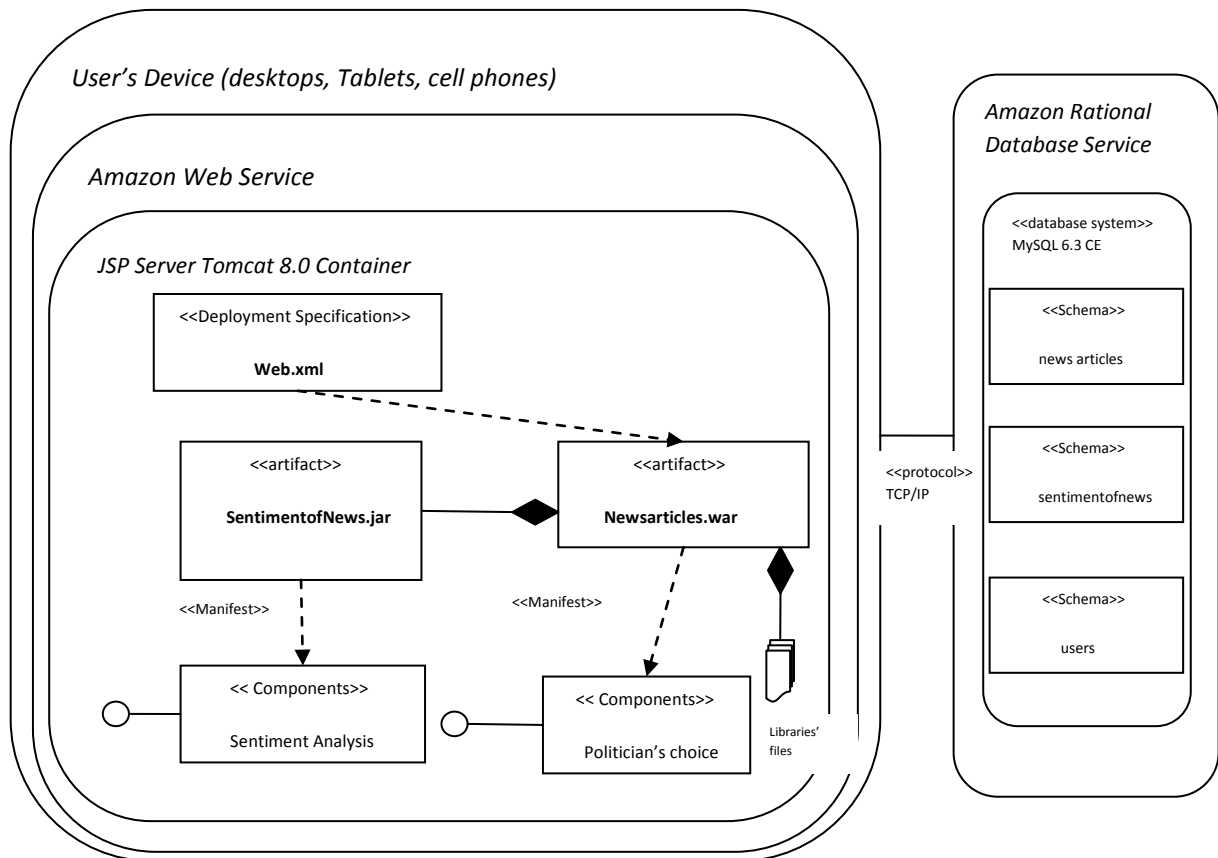 User’s Device (desktops, Tablets, cell phones)
Amazon Web Service
JSP Server Tomcat 8.0 Container
<<Deployment Specification>>
Web.xml
<<artifact>>
SentimentofNews.jar
<<artifact>>
Newsarticles.war
<<Manifest>>
<<Manifest>>
<< Components>>
Sentiment Analysis
<< Components>>
Politician’s choice
Libraries’
files
<<protocol>>
TCP/IP
Amazon Rational
Database Service
<<database system>>
MySQL 6.3 CE
<<Schema>>
news articles
<<Schema>>
sentimentofnews
<<Schema>>
users